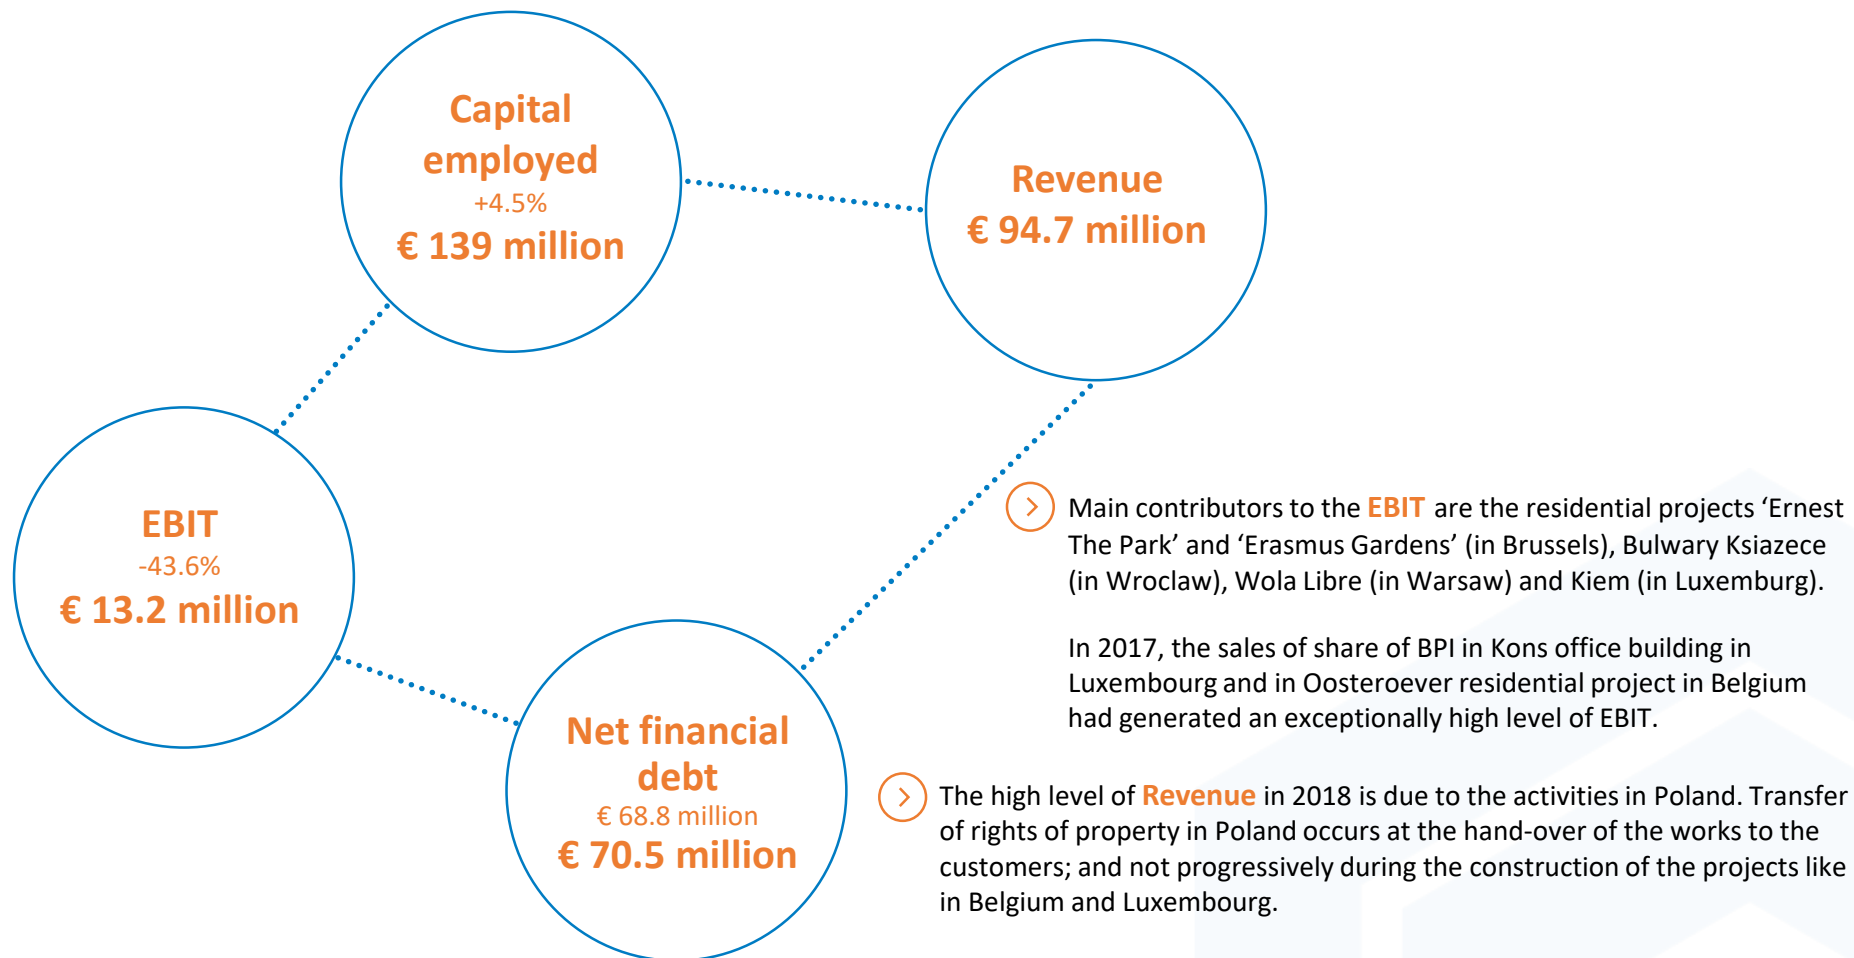 Capital
employed
+4.5%
€ 139 million
Revenue
€ 94.7 million
EBIT
-43.6%
€ 13.2 million
Net financial
debt
€ 68.8 million
€ 70.5 million
Main contributors to the EBIT are the residential projects ‘Ernest
The Park’ and ‘Erasmus Gardens’ (in Brussels), Bulwary Ksiazece
(in Wroclaw), Wola Libre (in Warsaw) and Kiem (in Luxemburg).
In 2017, the sales of share of BPI in Kons office building in
Luxembourg and in Oosteroever residential project in Belgium
had generated an exceptionally high level of EBIT.
The high level of Revenue in 2018 is due to the activities in Poland. Transfer
of rights of property in Poland occurs at the hand-over of the works to the
customers; and not progressively during the construction of the projects like
in Belgium and Luxembourg.